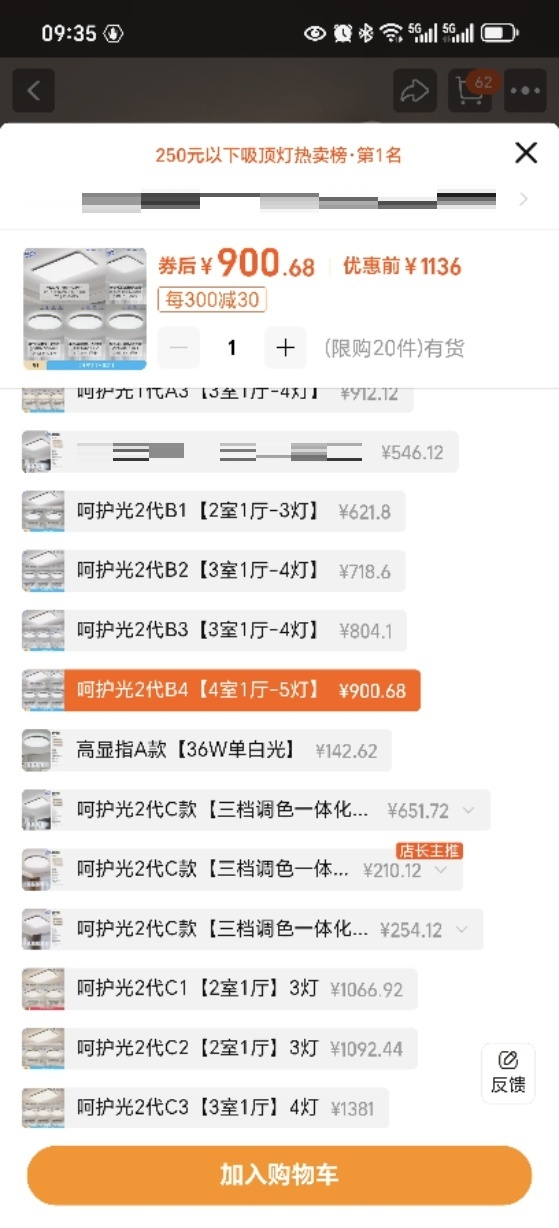 09:35
5G 5G
62
250元以下吸顶灯热卖榜·第1名
券后¥900.68 优惠前¥1136
每300减30
1 (限购20件)有货
呵护光1代A3【3室1厅-4灯】 ¥912.12
¥546.12
呵护光2代B1【2室1厅-3灯】 ¥621.8
呵护光2代B2【3室1厅-4灯】 ¥718.6
呵护光2代B3【3室1厅-4灯】 ¥804.1
呵护光2代B4【4室1厅-5灯】 ¥900.68
高显指A款【36W单白光】 ¥142.62
呵护光2代C款【三档调色一体化... ¥651.72
店长主推
呵护光2代C款【三档调色一体... ¥210.12
呵护光2代C款【三档调色一体化... ¥254.12
呵护光2代C1【2室1厅】3灯 ¥1066.92
呵护光2代C2【2室1厅】3灯 ¥1092.44
呵护光2代C3【3室1厅】4灯 ¥1381
反馈
加入购物车